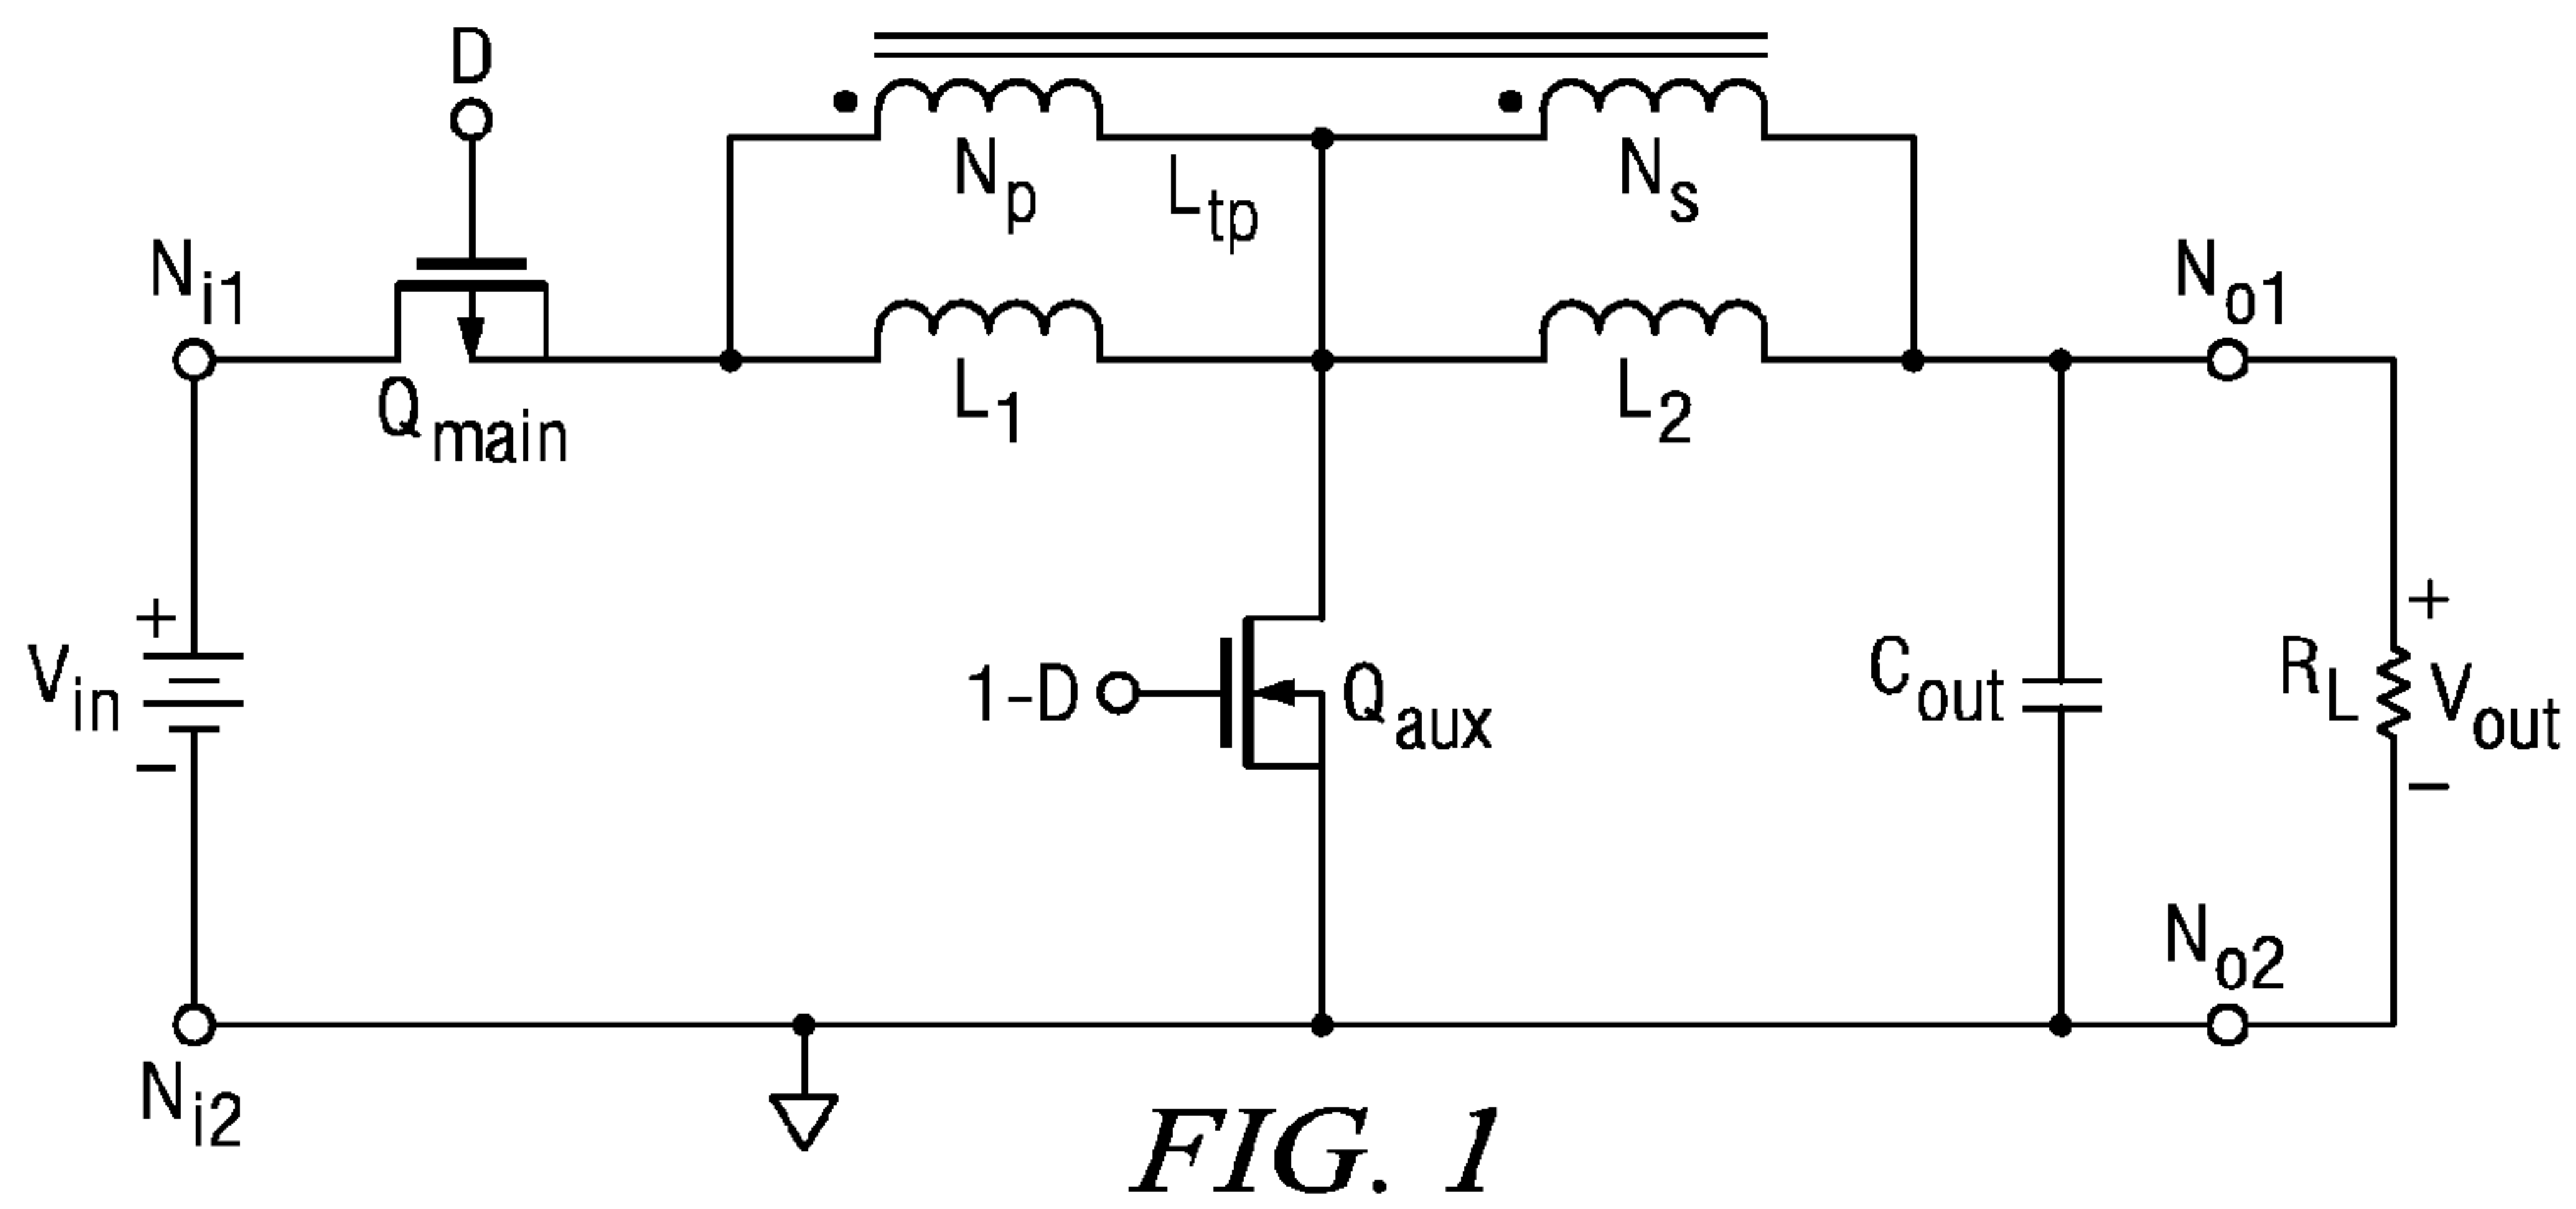 D
Np
Ltp
Ns
Ni1
No1
Qmain
L1
L2
+
Vin
−
1-D
Qaux
Cout
RL
+
Vout
−
No2
Ni2
FIG. 1